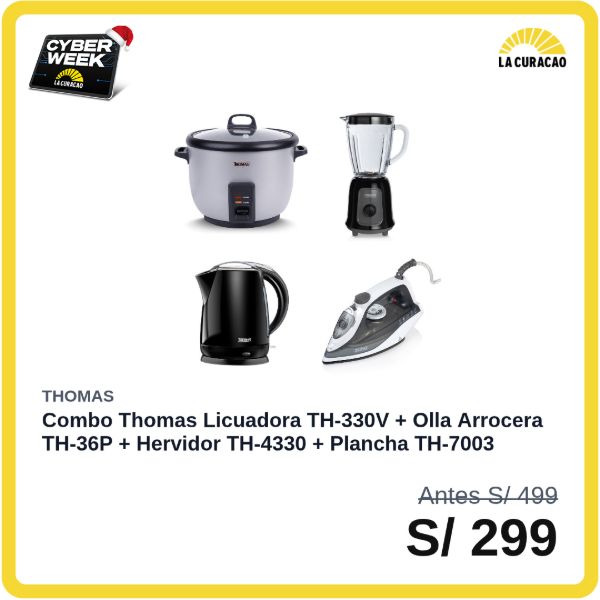 CYBER
WEEK
LA CURACAO
LA CURACAO
THOMAS
THOMAS
Combo Thomas Licuadora TH-330V + Olla Arrocera
TH-36P + Hervidor TH-4330 + Plancha TH-7003
Antes S/ 499
S/ 299